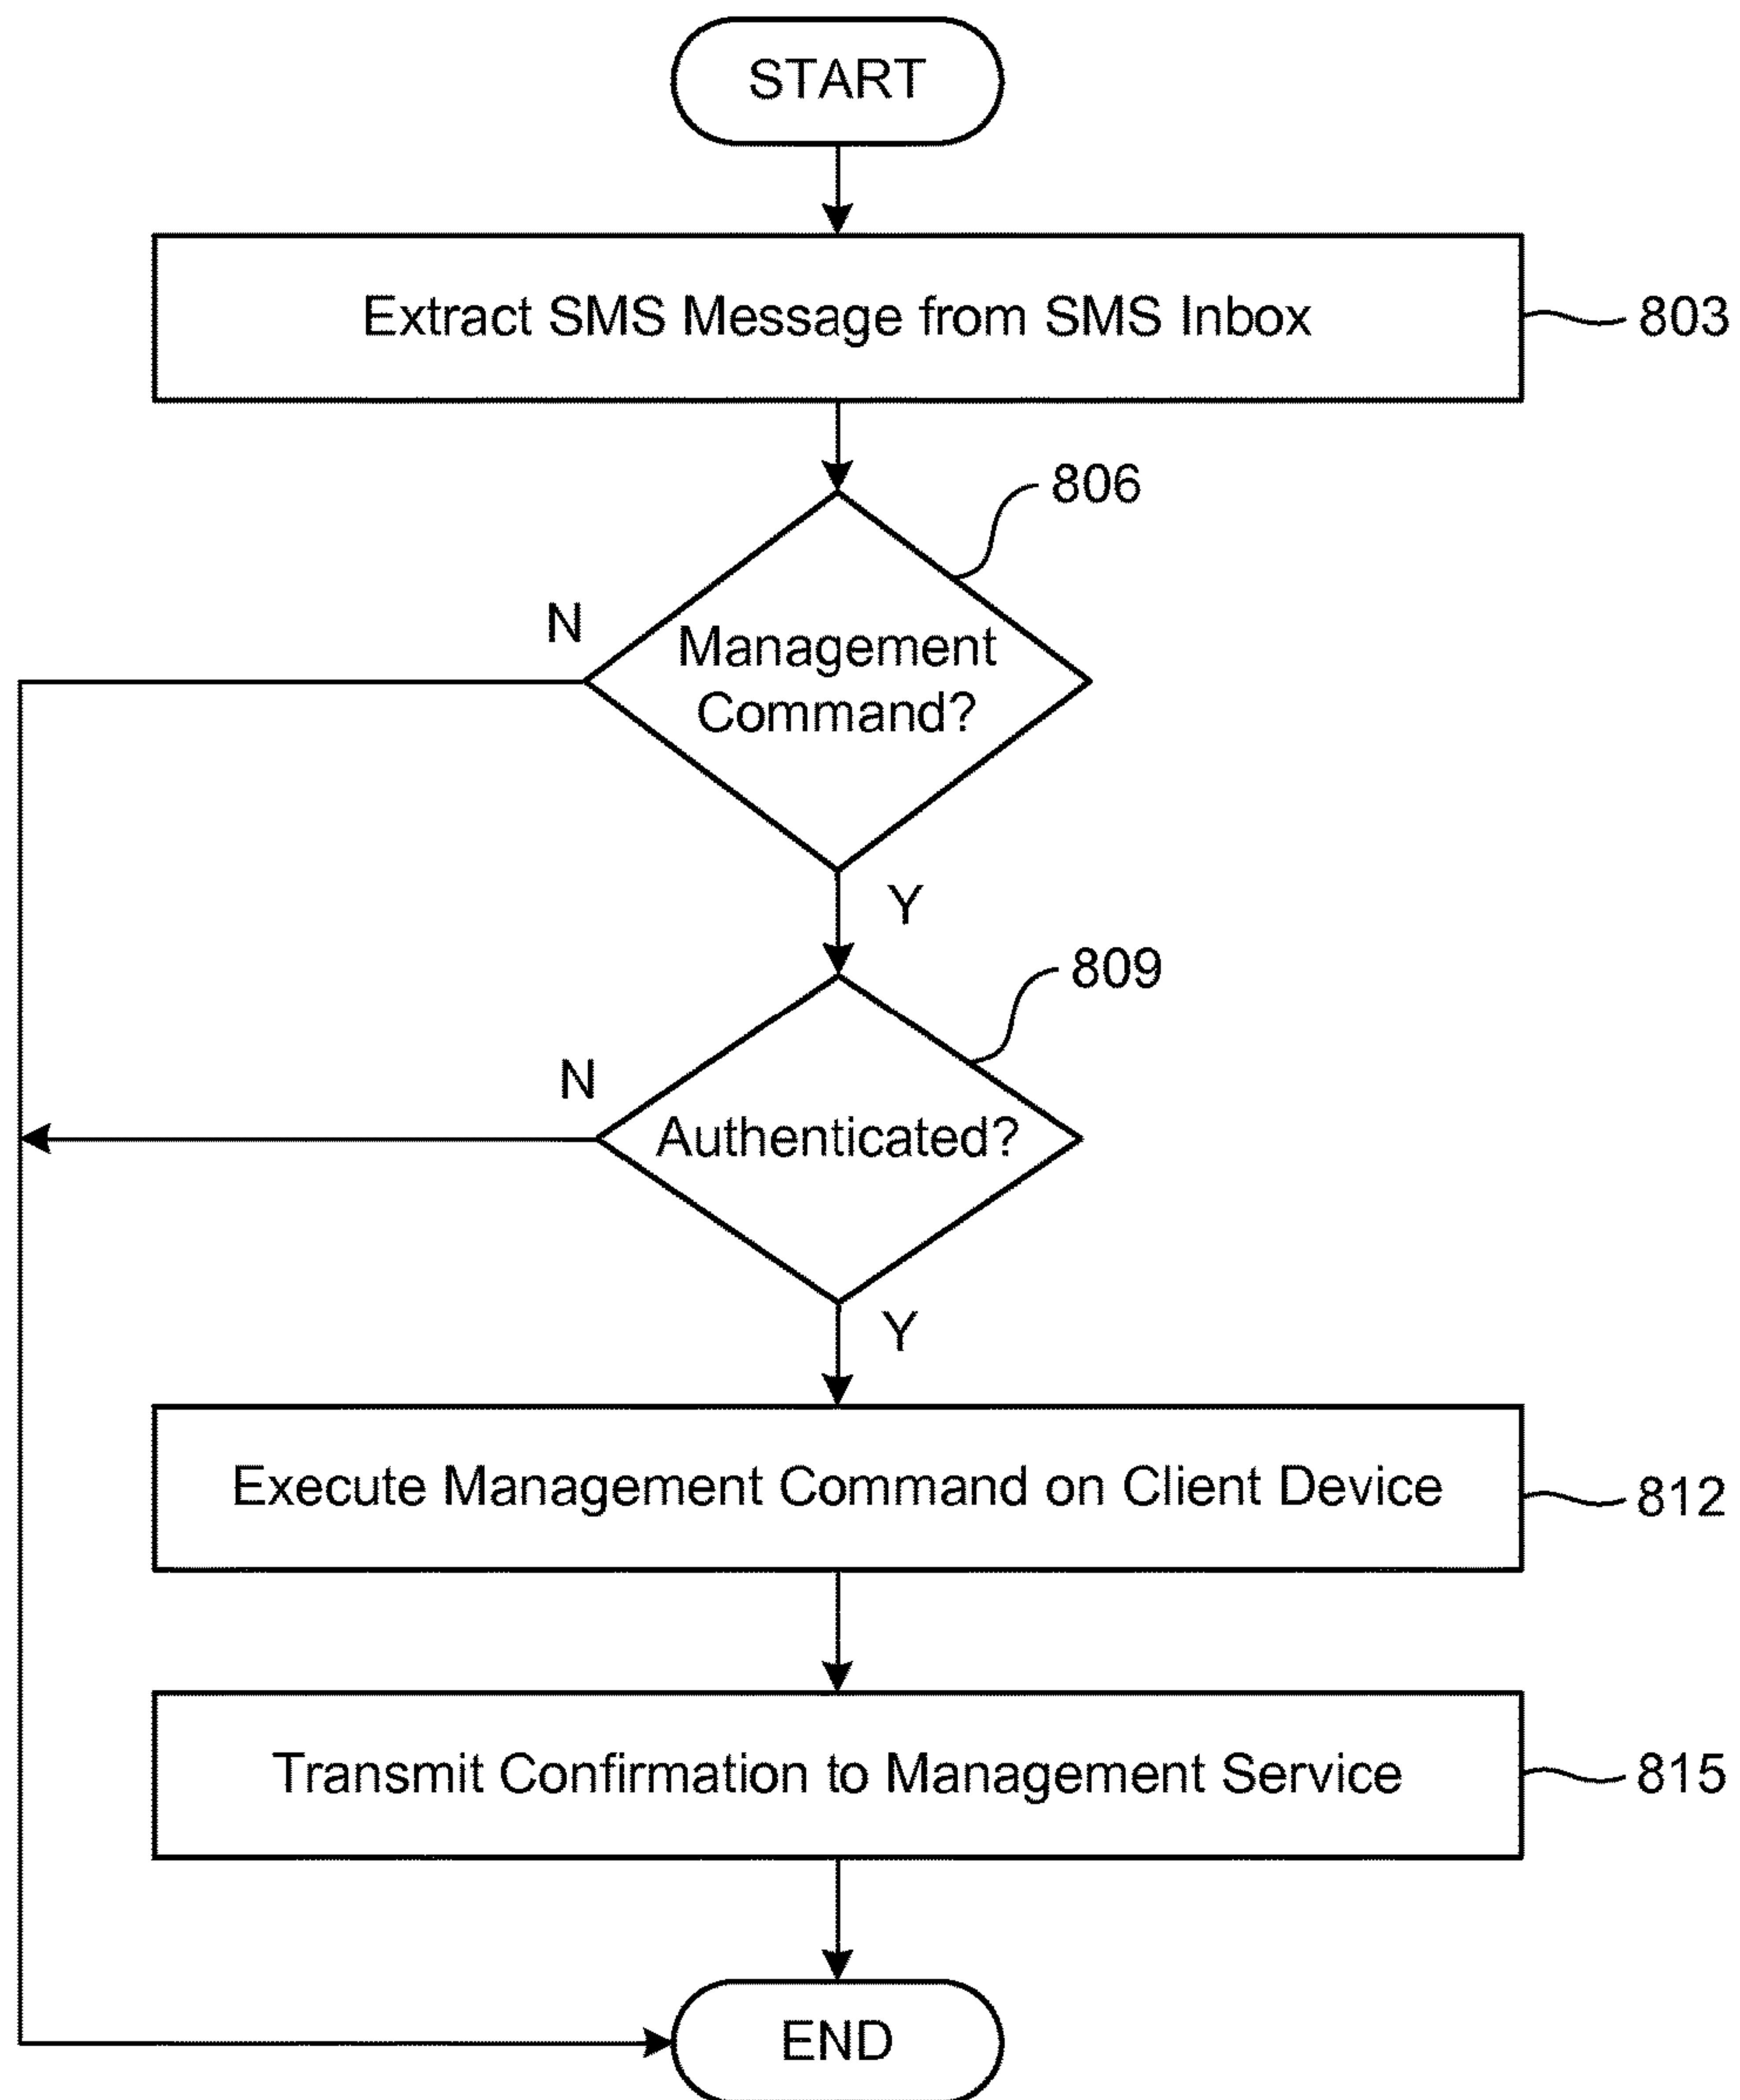 START
Extract SMS Message from SMS Inbox
803
806
N
Management
Command?
Y
809
N
Authenticated?
Y
Execute Management Command on Client Device
812
Transmit Confirmation to Management Service
815
END